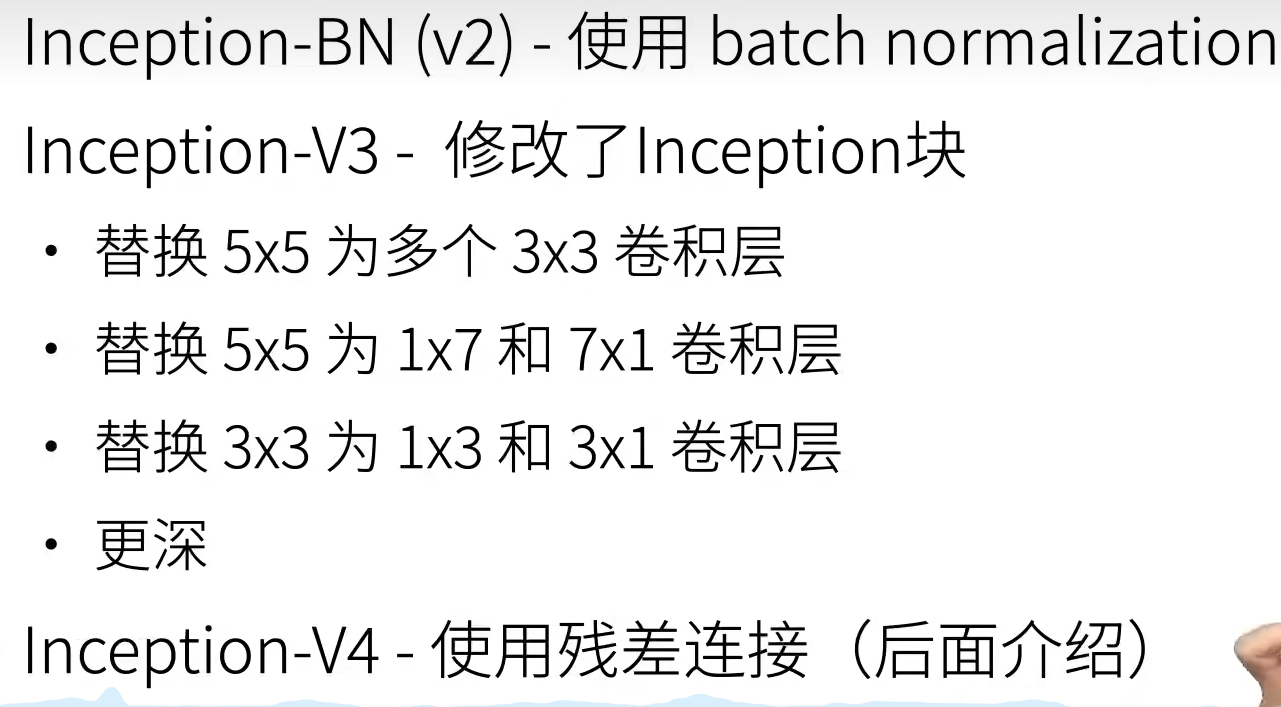 Inception-BN (v2) - 使用 batch normalization
Inception-V3 - 修改了Inception块
• 替换 5x5 为多个 3x3 卷积层
• 替换 5x5 为 1x7 和 7x1 卷积层
• 替换 3x3 为 1x3 和 3x1 卷积层
• 更深
Inception-V4 - 使用残差连接（后面介绍）